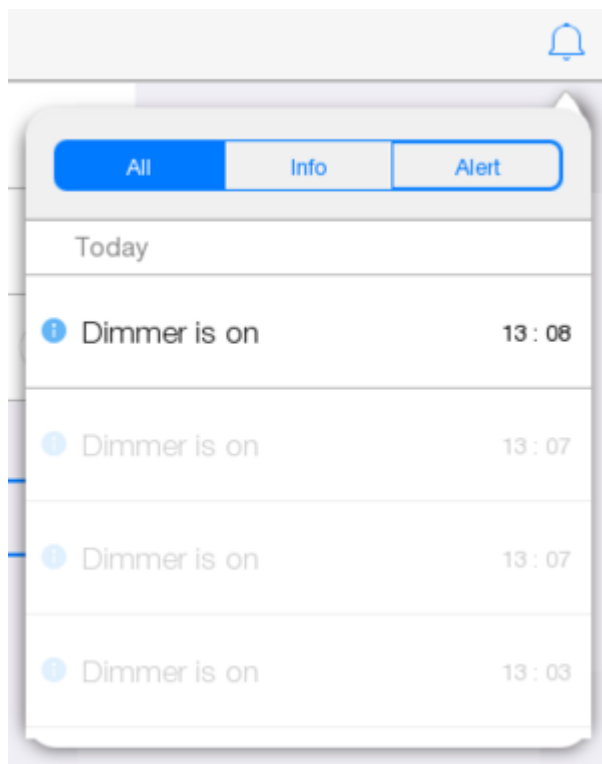 All Info Alert
Today
Dimmer is on 13 : 08
Dimmer is on 13 : 07
Dimmer is on 13 : 07
Dimmer is on 13 : 03